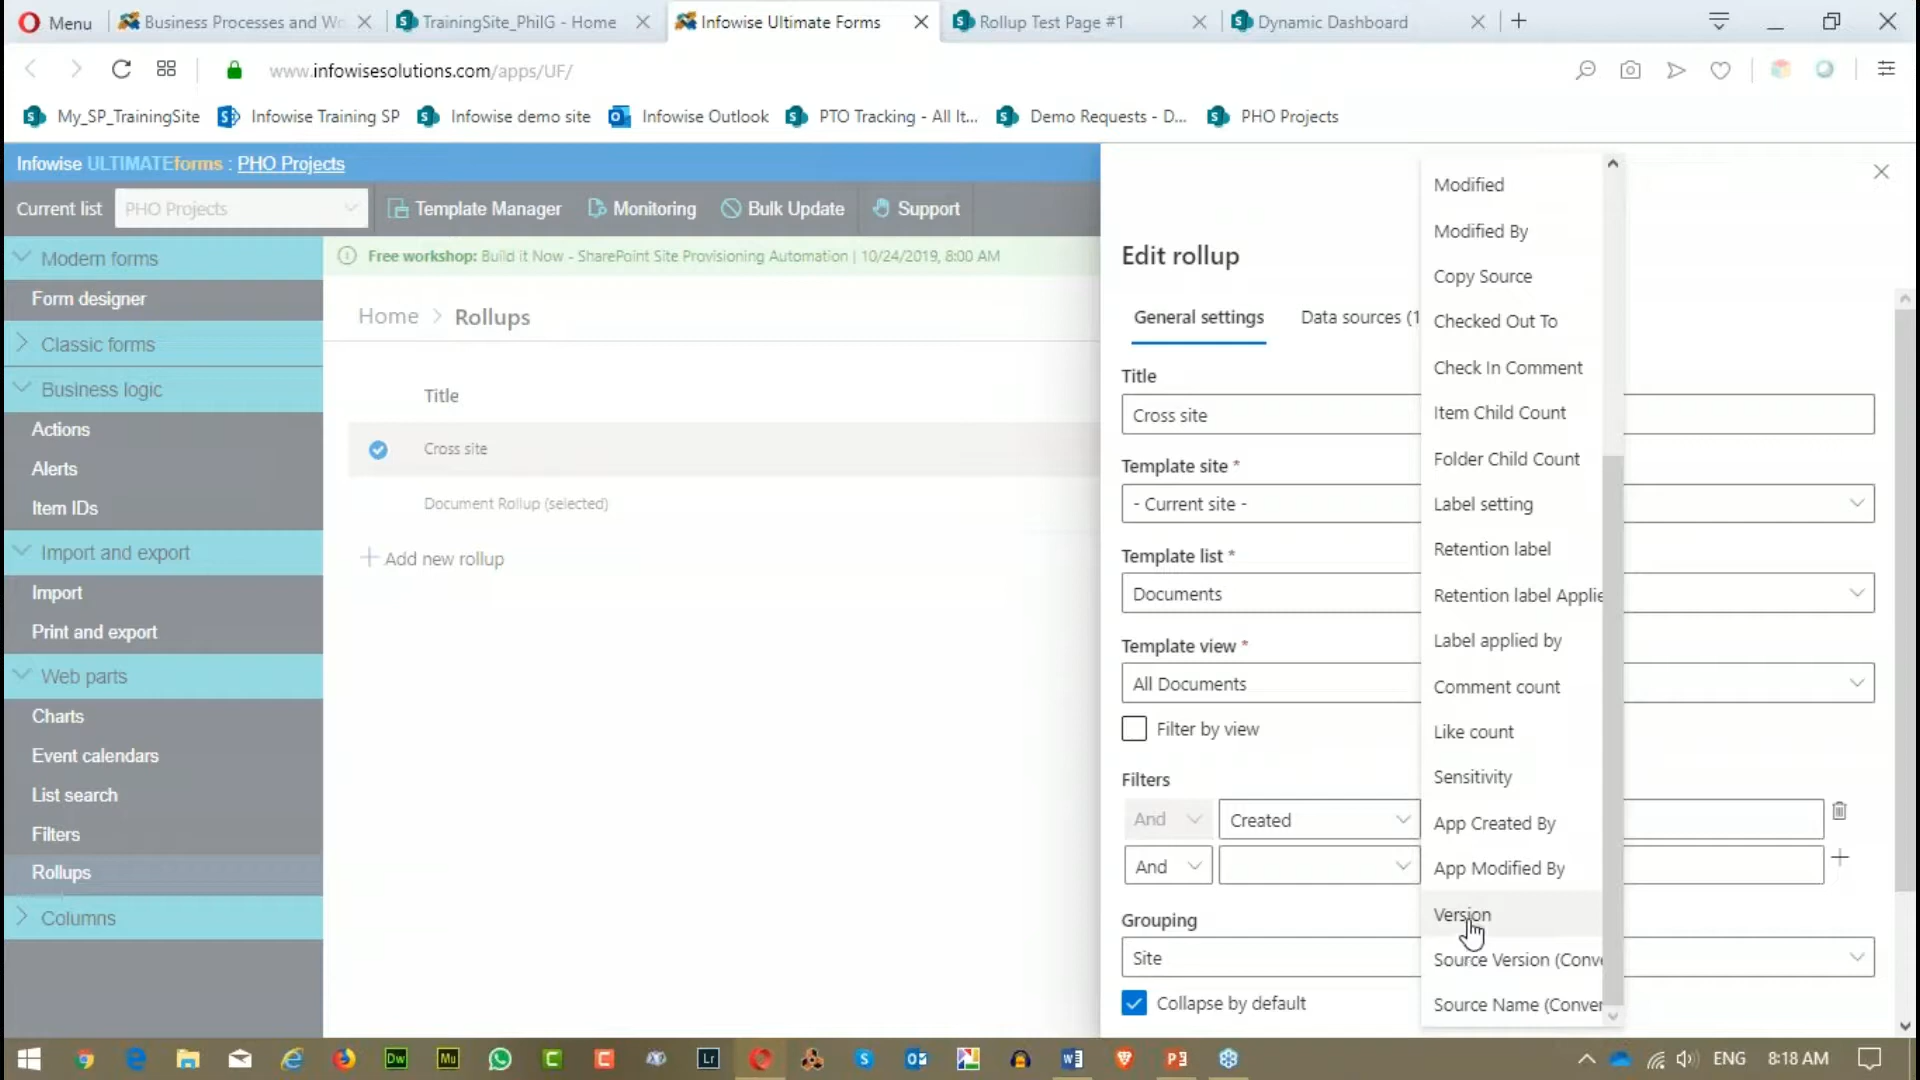 Menu
Business Processes and Wo
TrainingSite_PhilG - Home
Infowise Ultimate Forms
Rollup Test Page #1
Dynamic Dashboard
www.infowisesolutions.com/apps/UF/
My_SP_TrainingSite
Infowise Training SP
Infowise demo site
Infowise Outlook
PTO Tracking - All It...
Demo Requests - D...
PHO Projects
Infowise ULTIMATEforms : PHO Projects
Current list
PHO Projects
Template Manager
Monitoring
Bulk Update
Support
Free workshop: Build it Now - SharePoint Site Provisioning Automation | 10/24/2019, 8:00 AM
Modern forms
Form designer
Classic forms
Business logic
Actions
Alerts
Item IDs
Import and export
Import
Print and export
Web parts
Charts
Event calendars
List search
Filters
Rollups
Columns
Home > Rollups
Title
Cross site
Document Rollup (selected)
Add new rollup
Edit rollup
General settings
Data sources (1
Title
Cross site
Template site *
- Current site -
Template list *
Documents
Template view *
All Documents
Filter by view
Filters
And
Created
And
Grouping
Site
Collapse by default
Modified
Modified By
Copy Source
Checked Out To
Check In Comment
Item Child Count
Folder Child Count
Label setting
Retention label
Retention label Applie
Label applied by
Comment count
Like count
Sensitivity
App Created By
App Modified By
Version
Source Version (Conve
Source Name (Conver
Dw
Mu
Lr
ENG
8:18 AM